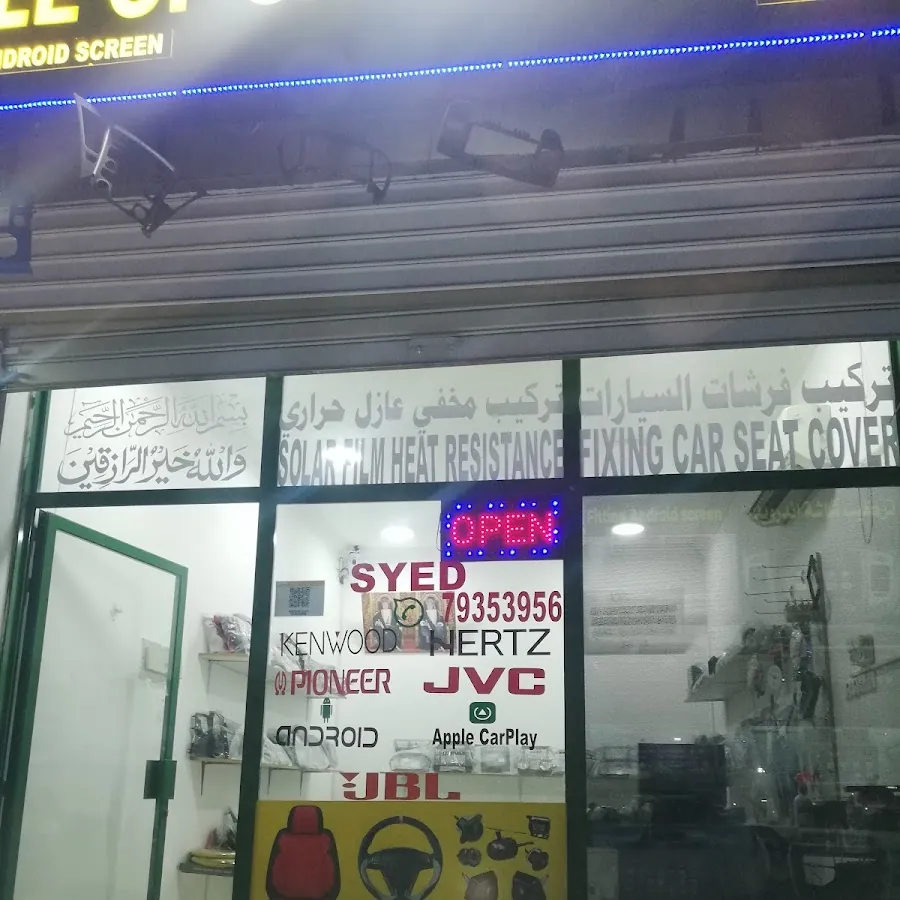 ANDROID SCREEN
بسم الله الرحمن الرحيم
والله خير الرازقين
تركيب مخفي عازل حراري
SOLAR FILM HEAT RESISTANCE
تركيب فرشات السيارات
FIXING CAR SEAT COVER
OPEN
SYED
79353956
KENWOOD HERTZ
PIONEER JVC
ANDROID Apple CarPlay
JBL